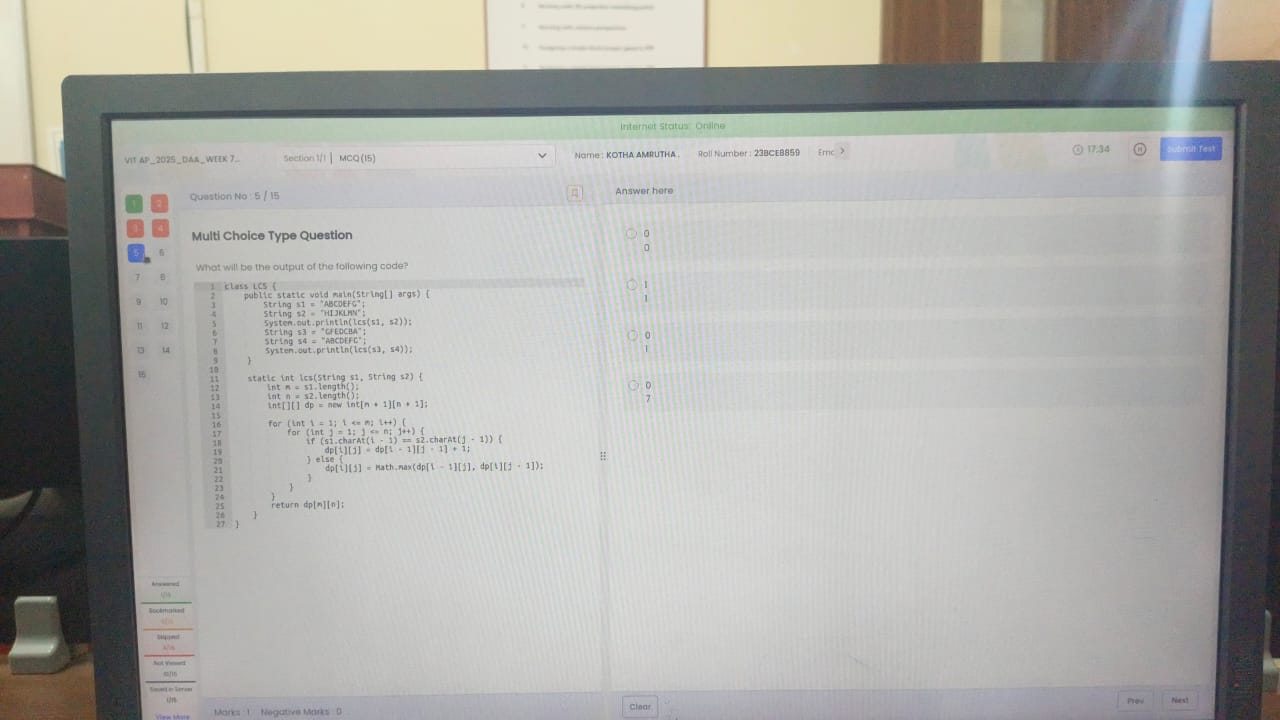 Internet Status: Online
VIT AP_2025_DAA_WEEK 7...
Section 1/1 | MCQ (15)
Name : KOTHA AMRUTHA .
Roll Number : 23BCE8859
Emc >
17:34
Submit Test
Question No : 5 / 15
Answer here
1 2
3 4
5 6
7 8
9 10
11 12
13 14
15
Multi Choice Type Question
What will be the output of the following code?
1 class LCS {
2 public static void main(String[] args) {
3 String s1 = "ABCDEFG";
4 String s2 = "HIJKLMN";
5 System.out.println(lcs(s1, s2));
6 String s3 = "GFEDCBA";
7 String s4 = "ABCDEFG";
8 System.out.println(lcs(s3, s4));
9 }
10
11 static int lcs(String s1, String s2) {
12 int m = s1.length();
13 int n = s2.length();
14 int[][] dp = new int[m + 1][n + 1];
15
16 for (int i = 1; i <= m; i++) {
17 for (int j = 1; j <= n; j++) {
18 if (s1.charAt(i - 1) == s2.charAt(j - 1)) {
19 dp[i][j] = dp[i - 1][j - 1] + 1;
20 } else {
21 dp[i][j] = Math.max(dp[i - 1][j], dp[i][j - 1]);
22 }
23 }
24 }
25 return dp[m][n];
26 }
27 }
0
0
1
1
0
1
0
7
Answered
1/15
Bookmarked
Skipped
Not Viewed
Saved in Server
1/15
View More
Marks : 1 Negative Marks : 0
Clear
Prev
Next